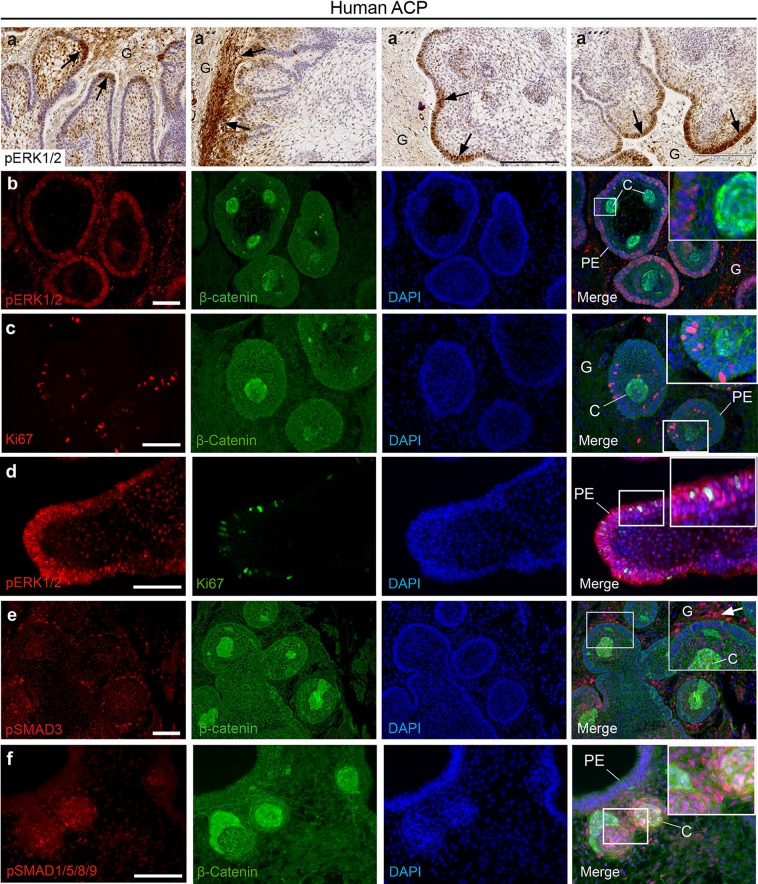 Human ACP
a G a′′ G a′′′ G a′′′′ G
pERK1/2
b C PE G
pERK1/2 β-catenin DAPI Merge
c G C PE
Ki67 β-Catenin DAPI Merge
d PE
pERK1/2 Ki67 DAPI Merge
e G C
pSMAD3 β-catenin DAPI Merge
f PE C
pSMAD1/5/8/9 β-Catenin DAPI Merge